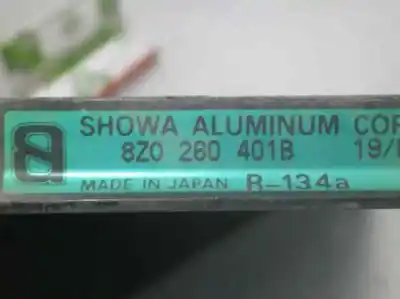 SHOWA ALUMINUM COR
8Z0 260 401B 19/
MADE IN JAPAN R-134a